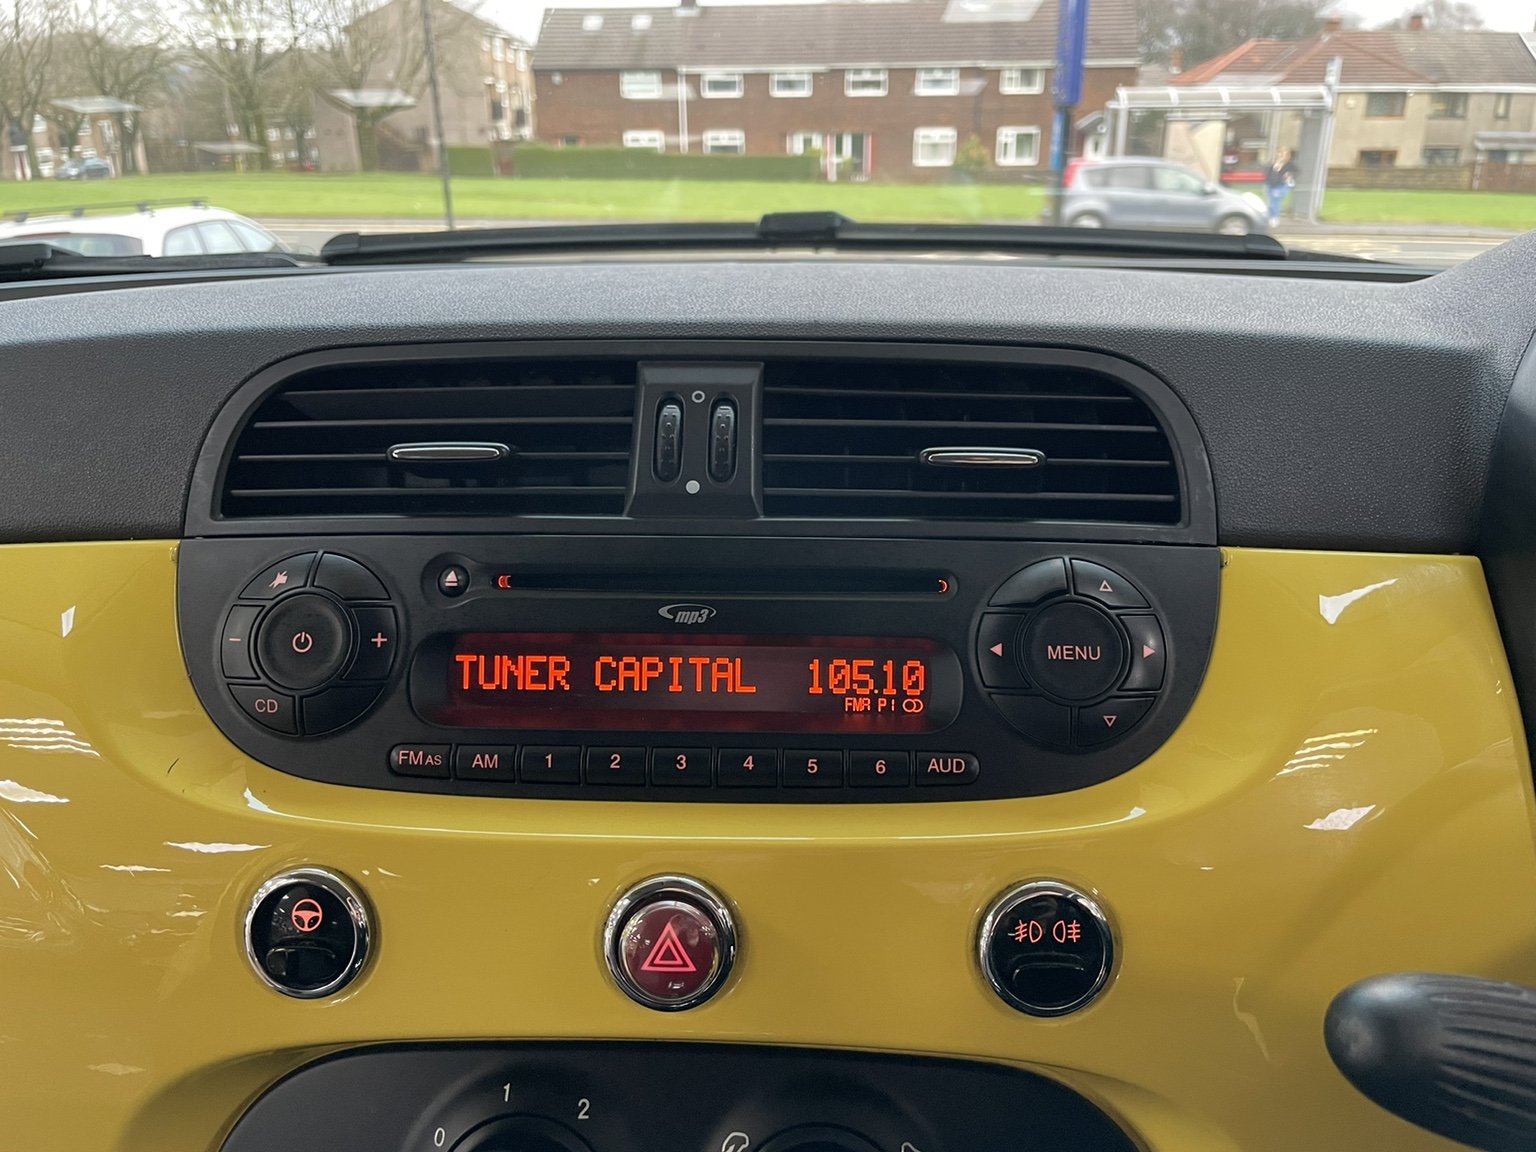 mp3
TUNER CAPITAL 105.10
FMR P1
CD
MENU
FM AS AM 1 2 3 4 5 6 AUD
0 1 2